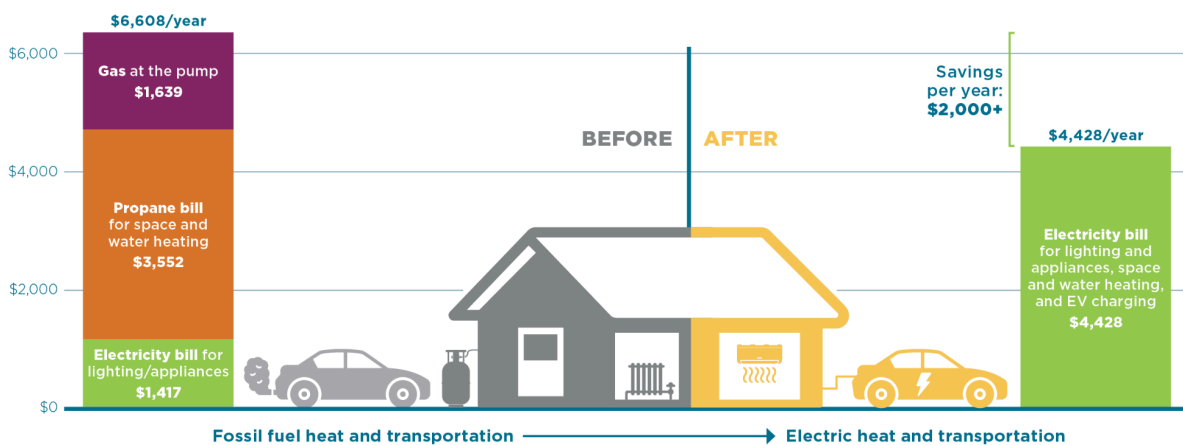 $6,608/year
$6,000
$4,000
$2,000
$0
Gas at the pump
$1,639
Propane bill
for space and
water heating
$3,552
Electricity bill for
lighting/appliances
$1,417
BEFORE
AFTER
Savings
per year:
$2,000+
$4,428/year
Electricity bill
for lighting and
appliances, space
and water heating,
and EV charging
$4,428
Fossil fuel heat and transportation
Electric heat and transportation